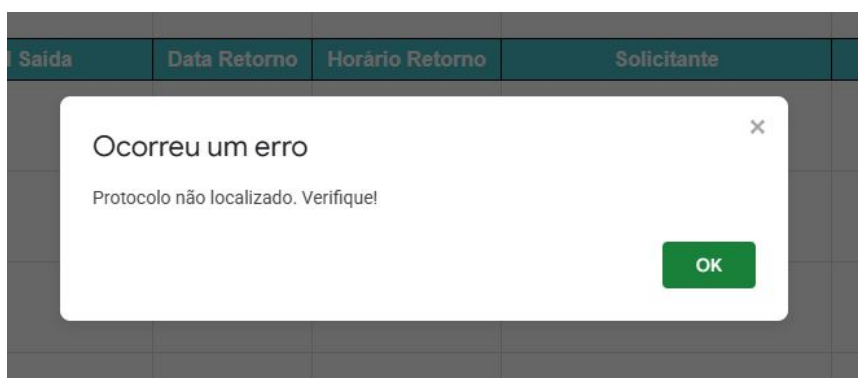 l Saída Data Retorno Horário Retorno Solicitante
Ocorreu um erro
×
Protocolo não localizado. Verifique!
OK